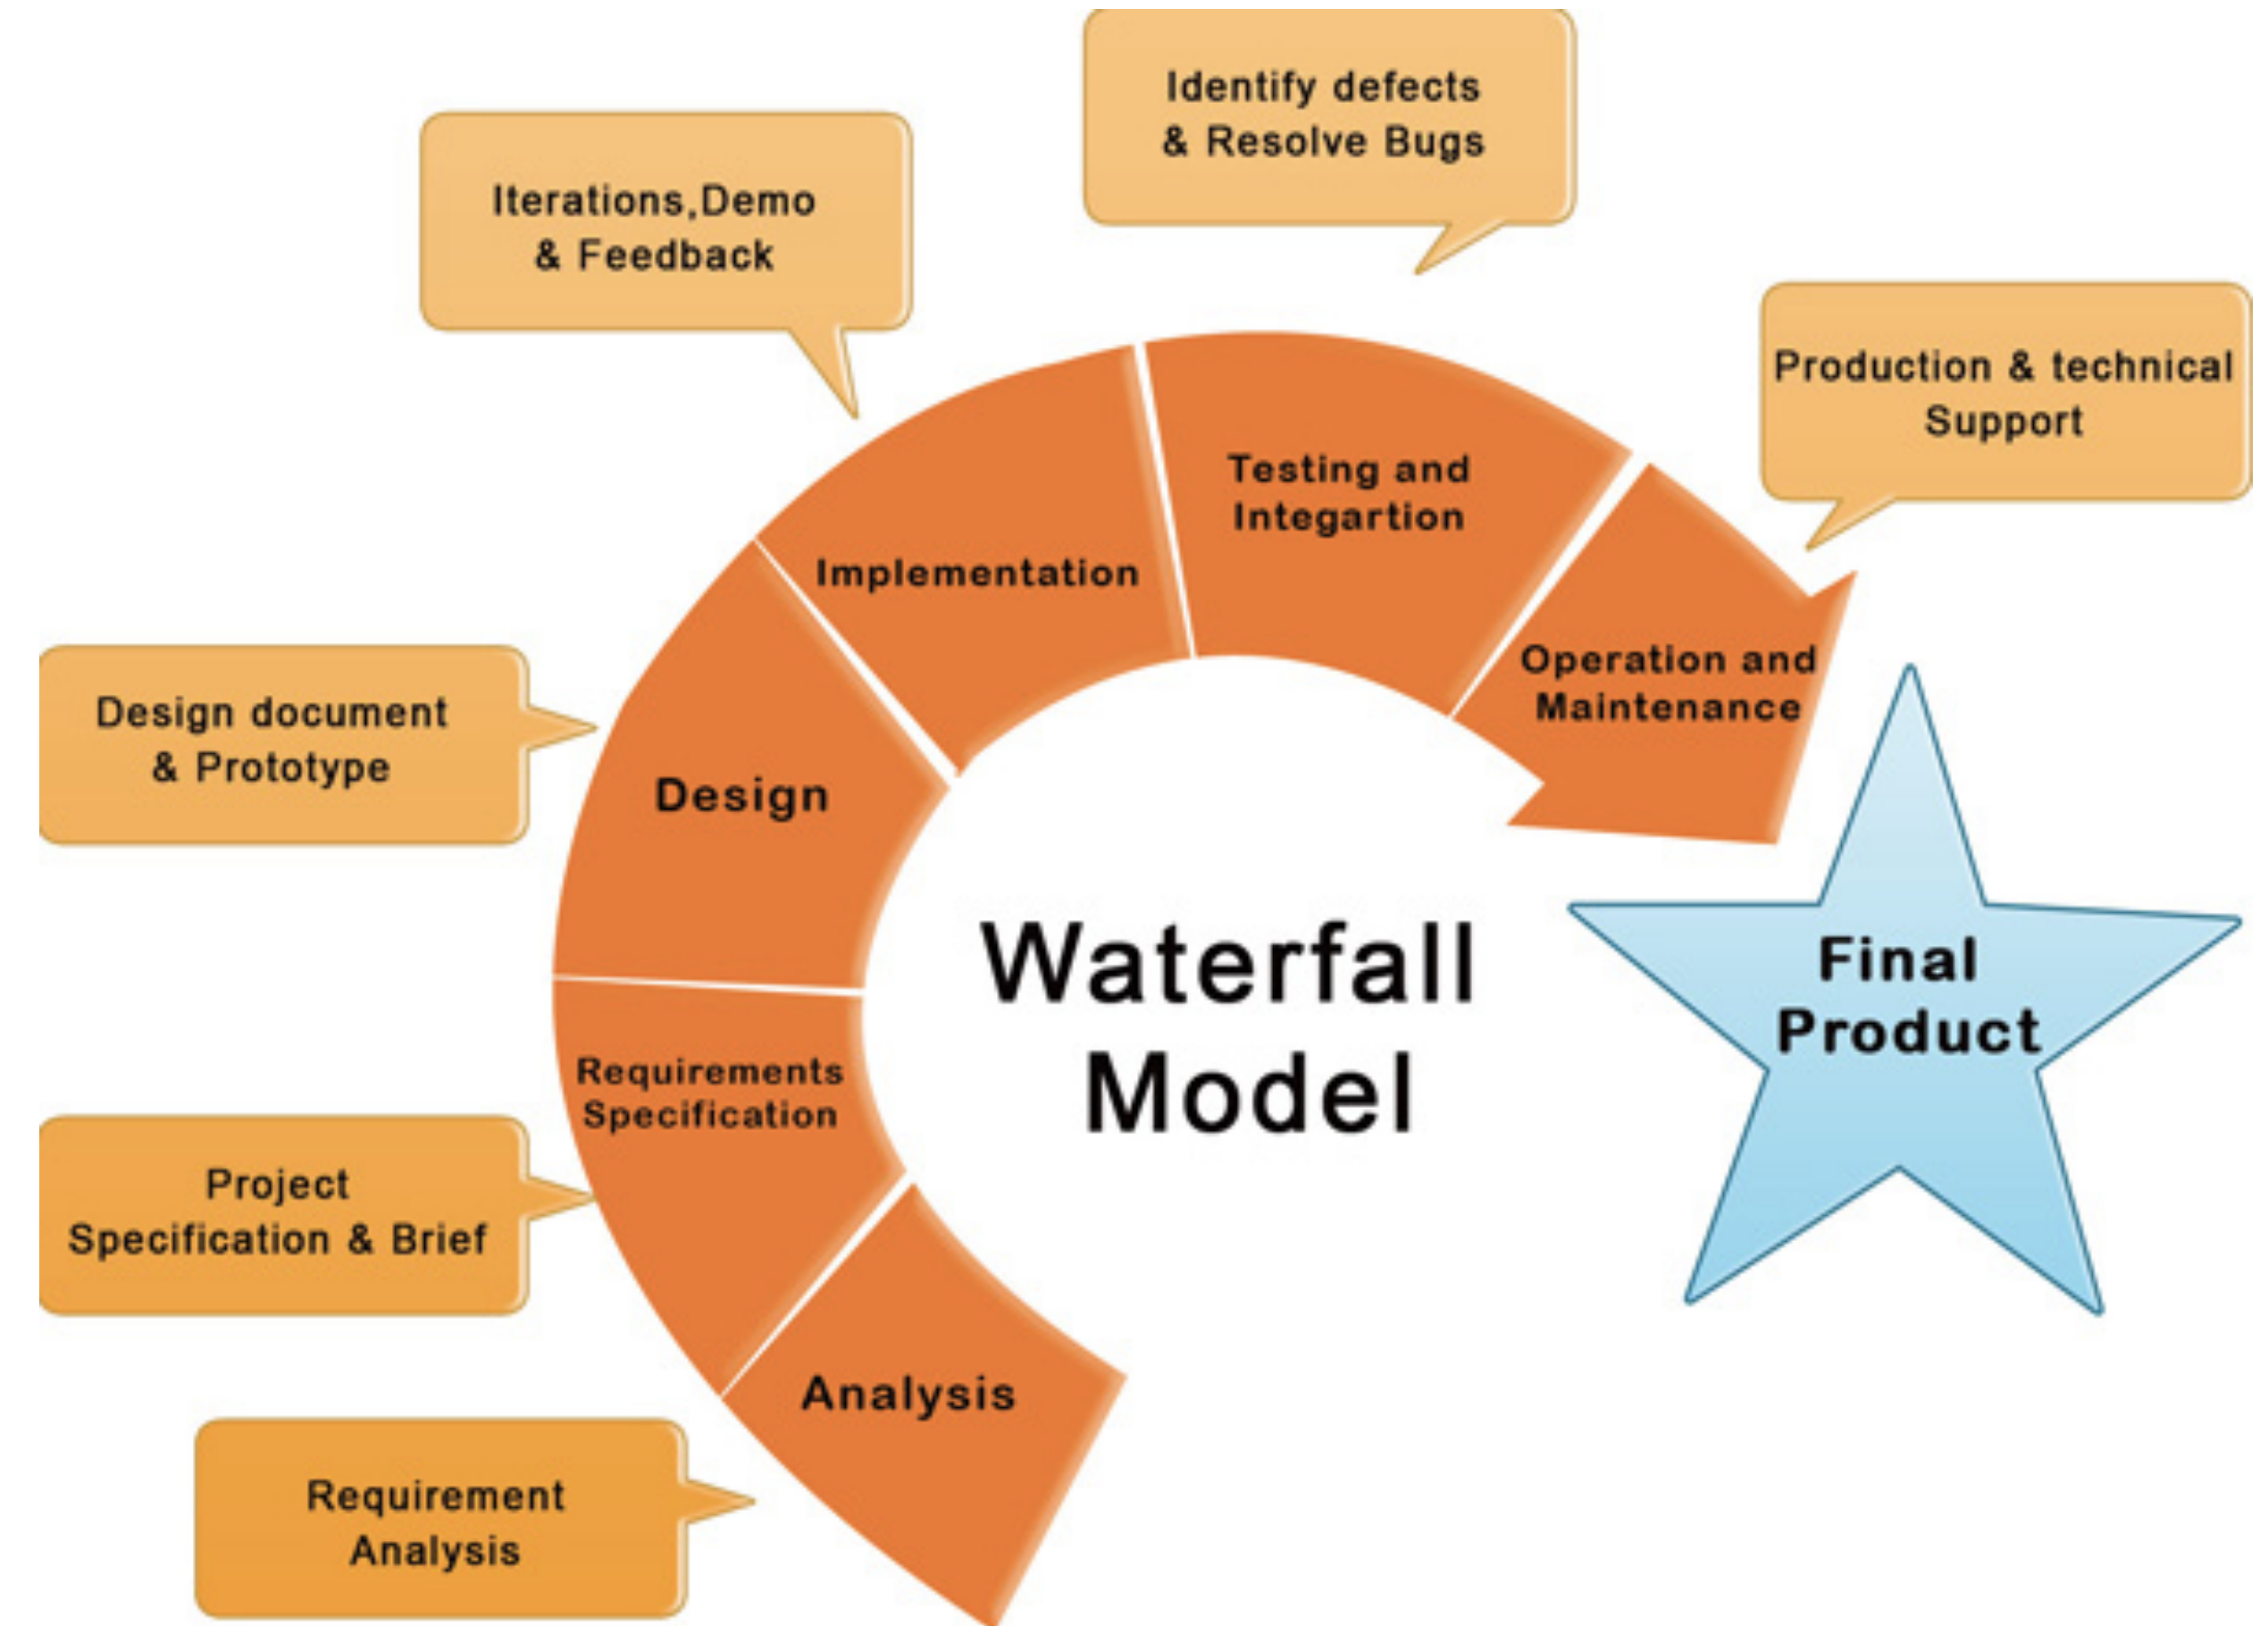 Identify defects
& Resolve Bugs
Iterations,Demo
& Feedback
Production & technical
Support
Testing and
Integartion
Implementation
Operation and
Maintenance
Design document
& Prototype
Design
Waterfall
Model
Final
Product
Requirements
Specification
Project
Specification & Brief
Analysis
Requirement
Analysis